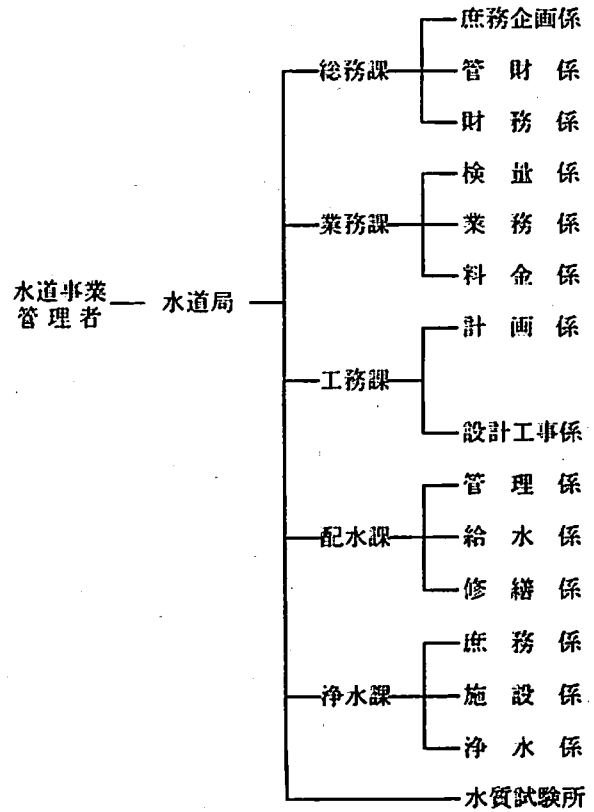 庶務企画係
総務課
管財係
財務係
検量係
業務課
業務係
料金係
水道事業
管理者
水道局
計画係
工務課
設計工事係
管理係
配水課
給水係
修繕係
庶務係
浄水課
施設係
浄水係
水質試験所